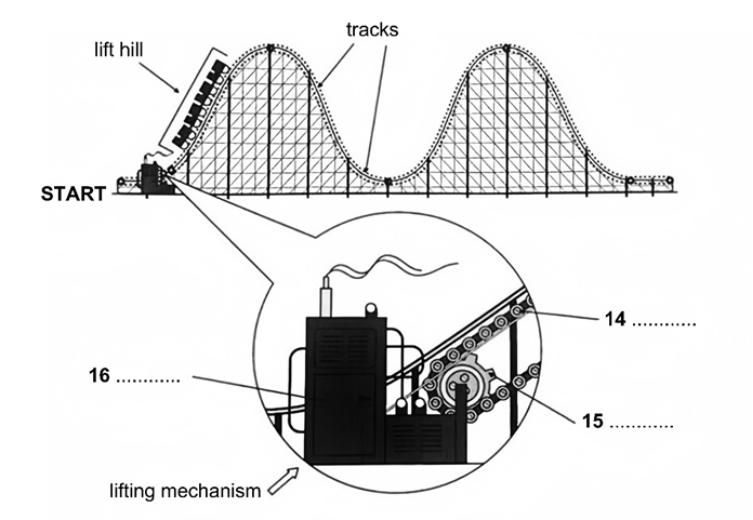 tracks
lift hill
START
14 ............
15 ............
16 ............
lifting mechanism